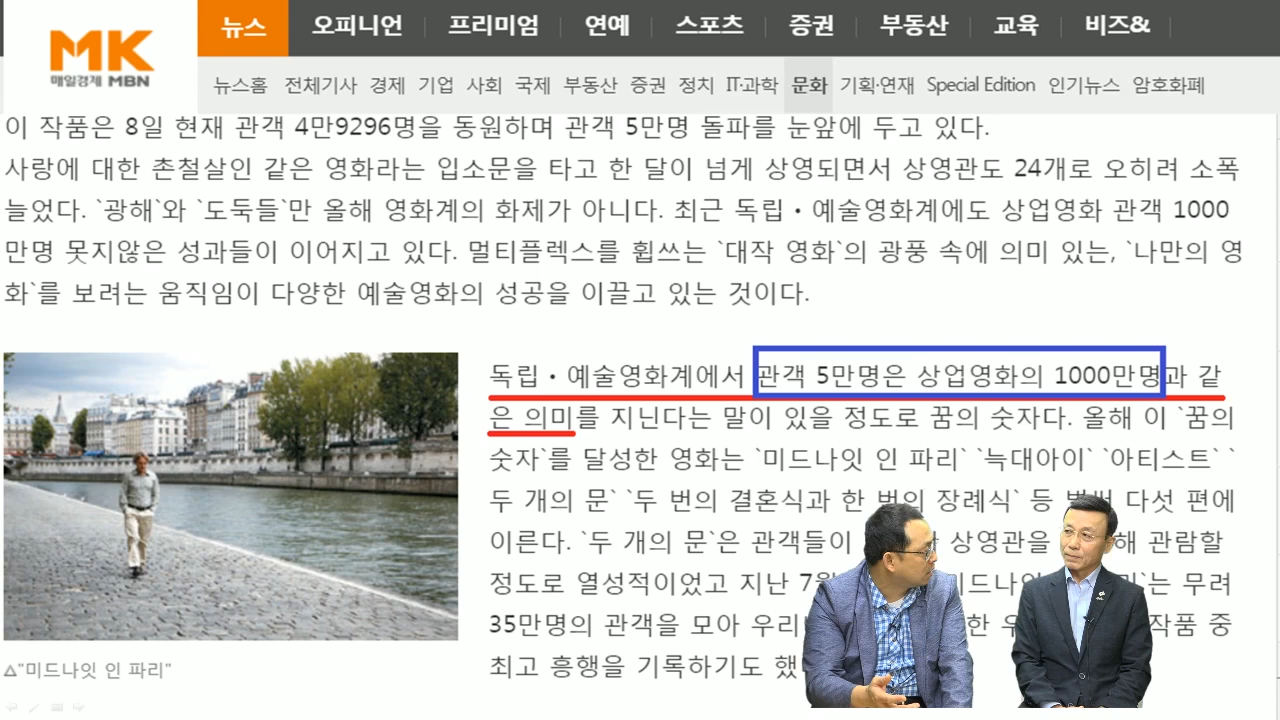 MK
매일경제 MBN
뉴스 오피니언 프리미엄 연예 스포츠 증권 부동산 교육 비즈&
뉴스홈 전체기사 경제 기업 사회 국제 부동산 증권 정치 IT·과학 문화 기획·연재 Special Edition 인기뉴스 암호화폐
이 작품은 8일 현재 관객 4만9296명을 동원하며 관객 5만명 돌파를 눈앞에 두고 있다.
사랑에 대한 촌철살인 같은 영화라는 입소문을 타고 한 달이 넘게 상영되면서 상영관도 24개로 오히려 소폭
늘었다. `광해`와 `도둑들`만 올해 영화계의 화제가 아니다. 최근 독립·예술영화계에도 상업영화 관객 1000
만명 못지않은 성과들이 이어지고 있다. 멀티플렉스를 휩쓰는 `대작 영화`의 광풍 속에 의미 있는, `나만의 영
화`를 보려는 움직임이 다양한 예술영화의 성공을 이끌고 있는 것이다.
독립·예술영화계에서 관객 5만명은 상업영화의 1000만명과 같
은 의미를 지닌다는 말이 있을 정도로 꿈의 숫자다. 올해 이 `꿈의
숫자`를 달성한 영화는 `미드나잇 인 파리` `늑대아이` `아티스트` `
두 개의 문` `두 번의 결혼식과 한 번의 장례식` 등 벌써 다섯 편에
이른다. `두 개의 문`은 관객들이 상영관을 해 관람할
정도로 열성적이었고 지난 7월 는 무려
35만명의 관객을 모아 한 작품 중
최고 흥행을 기록하기도 했
△"미드나잇 인 파리"